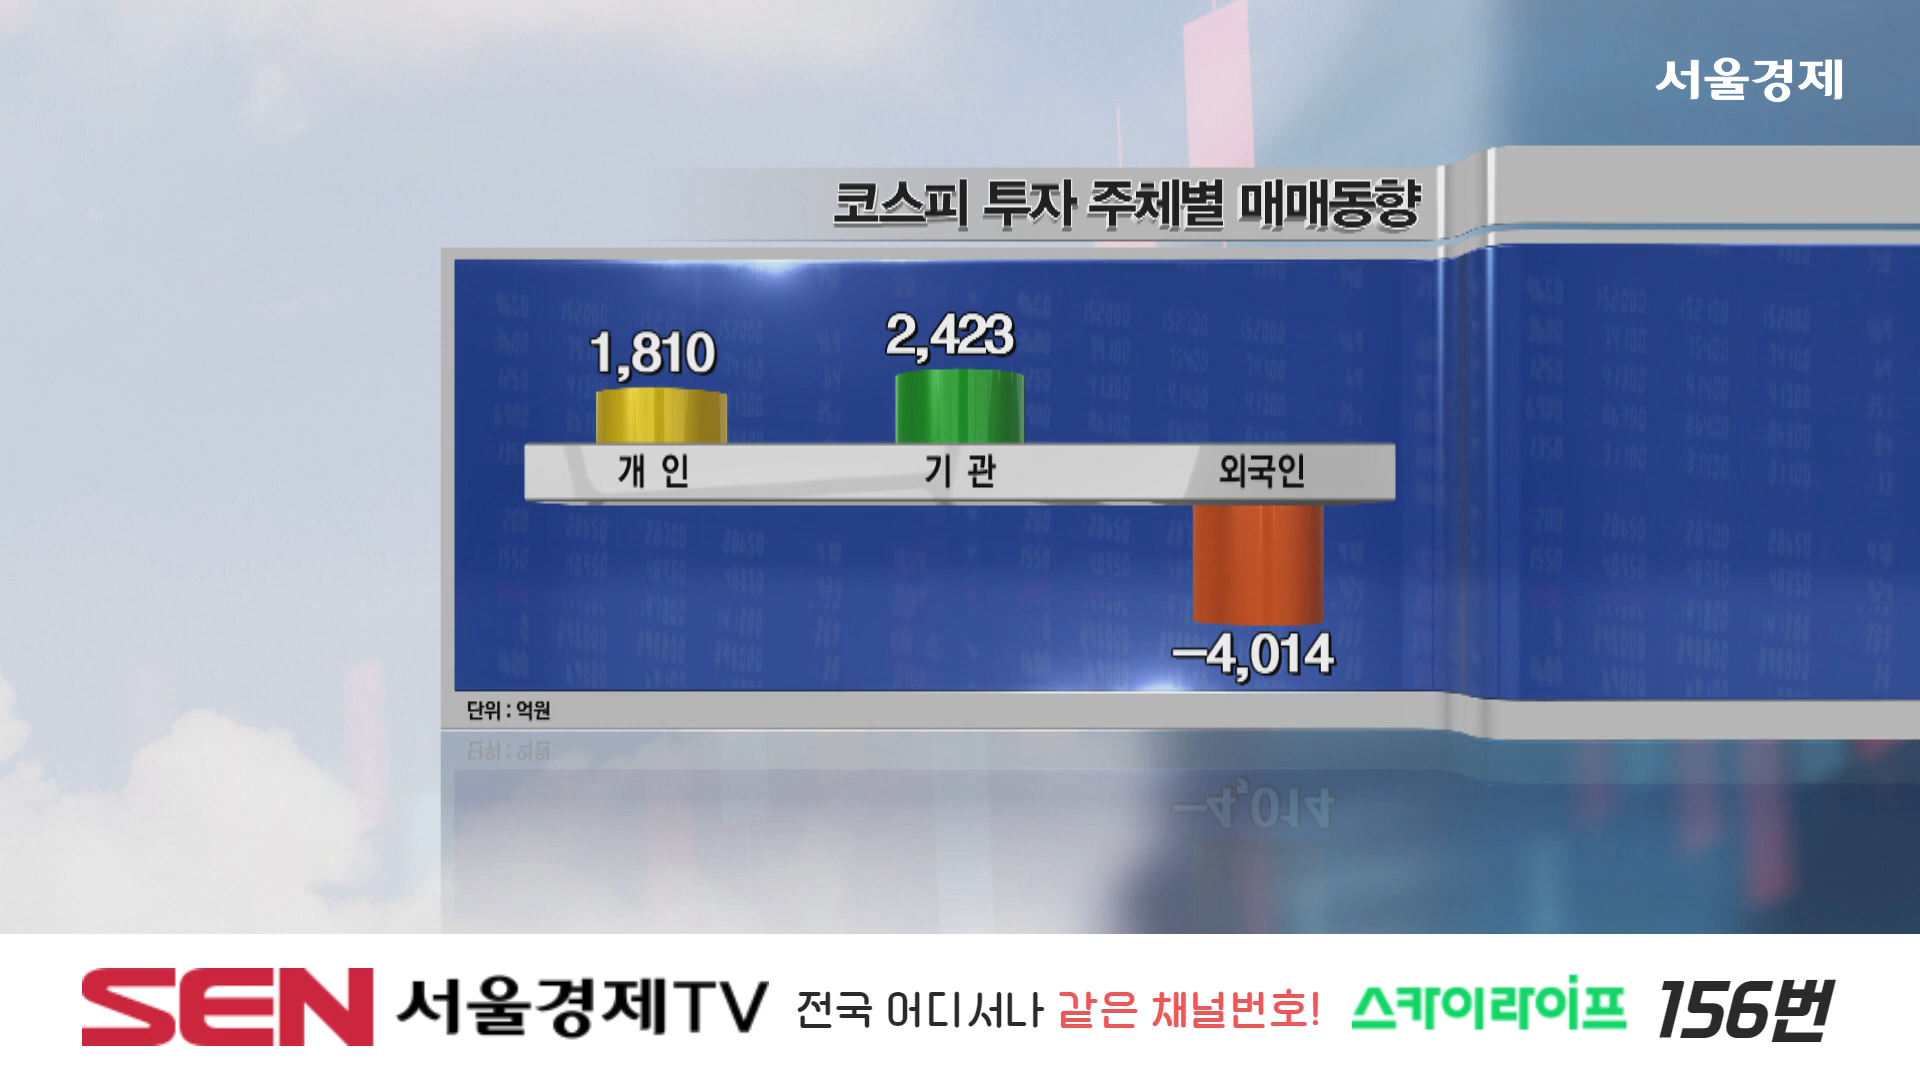 서울경제
코스피 투자 주체별 매매동향
1,810
2,423
개 인
기 관
외국인
-4,014
단위 : 억원
SEN 서울경제TV 전국 어디서나 같은 채널번호! 스카이라이프 156번